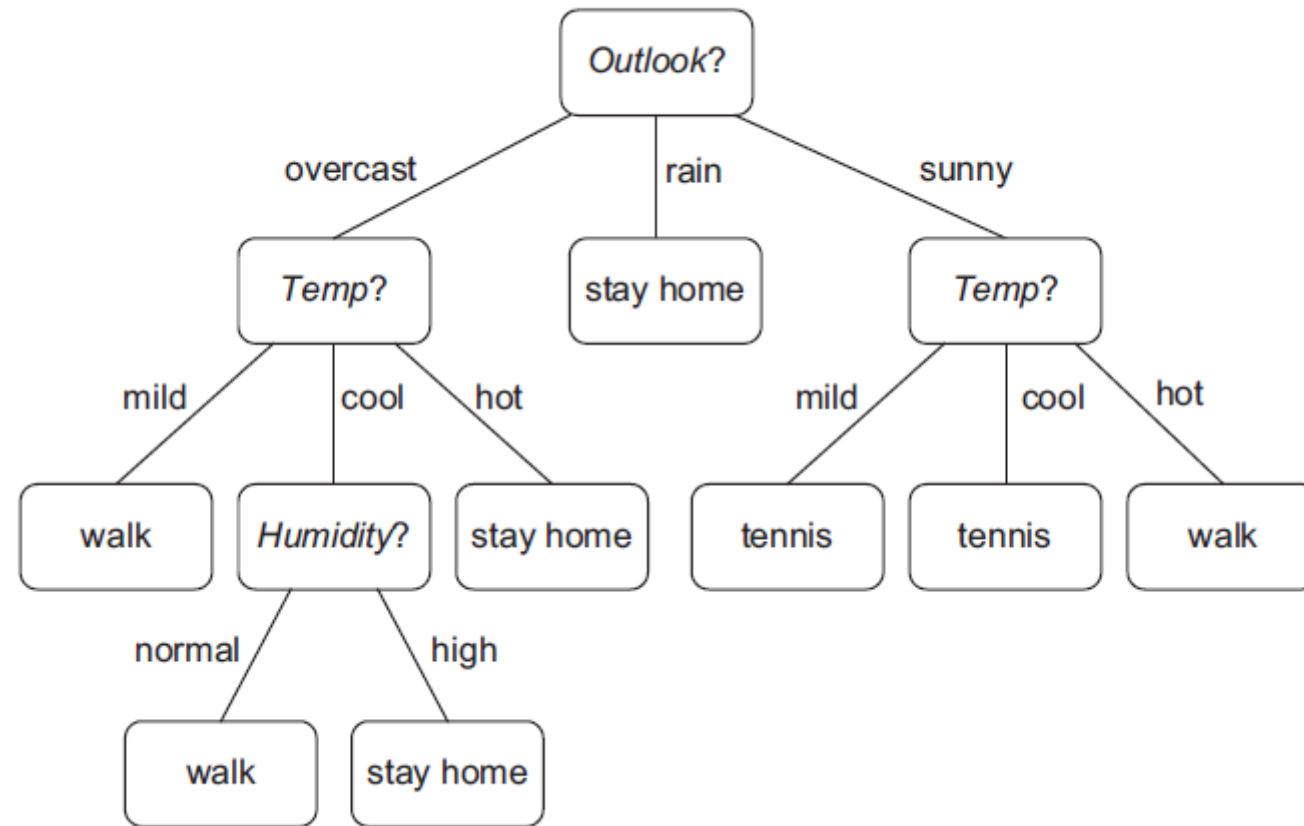 Outlook?
overcast
rain
sunny
Temp?
stay home
Temp?
mild
cool
hot
mild
cool
hot
walk
Humidity?
stay home
tennis
tennis
walk
normal
high
walk
stay home